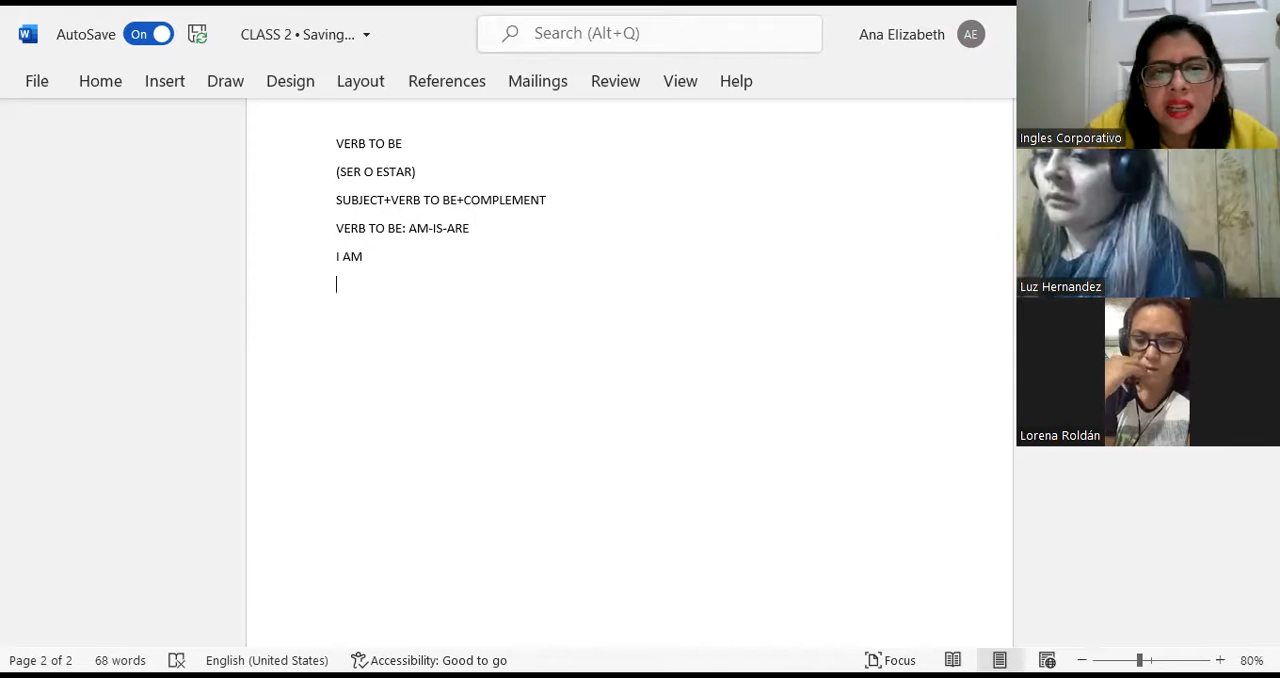 AutoSave On CLASS 2 • Saving... Search (Alt+Q) Ana Elizabeth AE
File Home Insert Draw Design Layout References Mailings Review View Help
VERB TO BE
(SER O ESTAR)
SUBJECT+VERB TO BE+COMPLEMENT
VERB TO BE: AM-IS-ARE
I AM
Ingles Corporativo
Luz Hernandez
Lorena Roldán
Page 2 of 2 68 words English (United States) Accessibility: Good to go Focus 80%